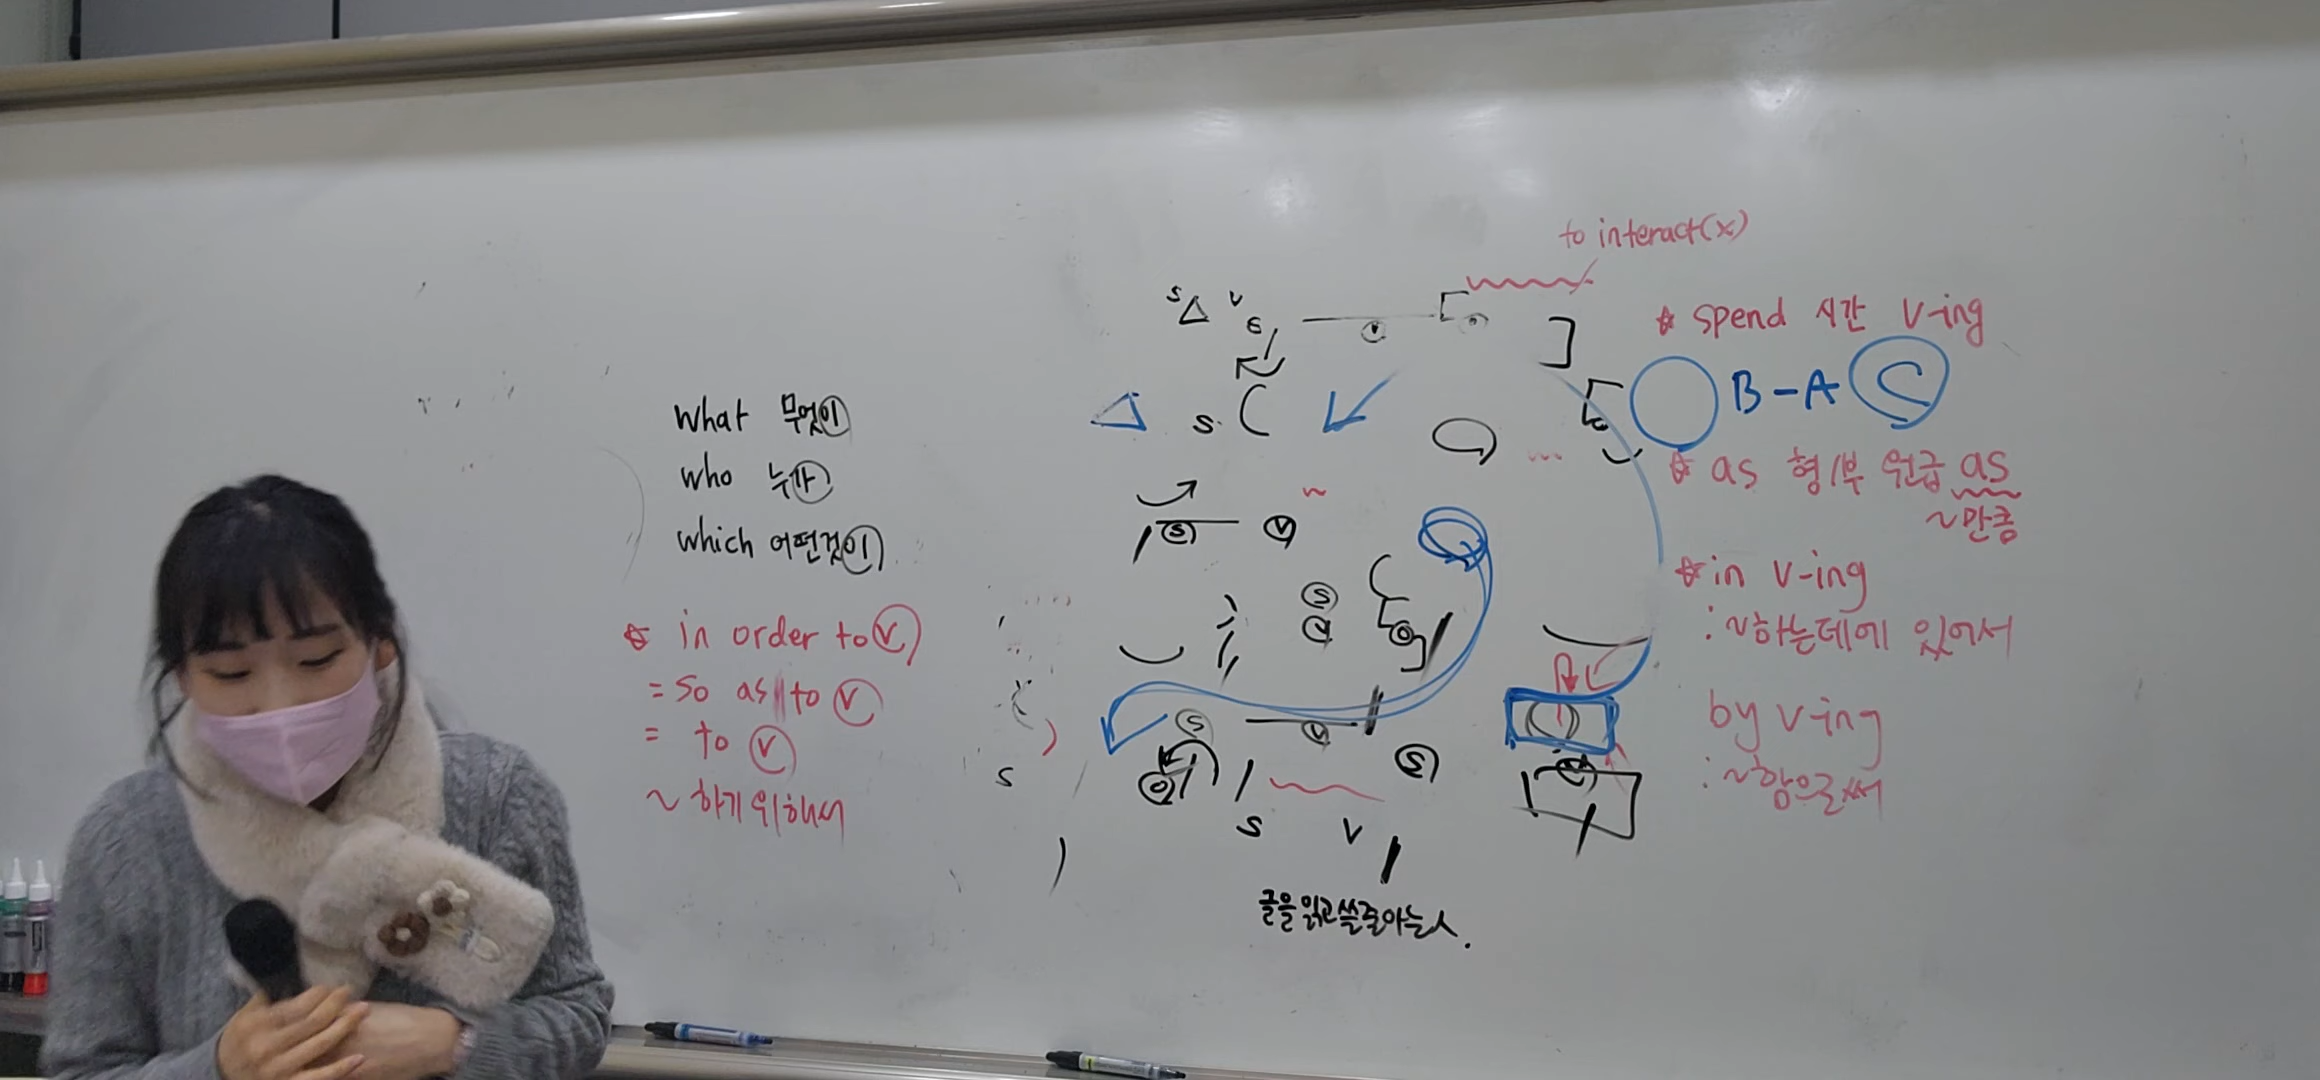 what 무엇이
who 누가
which 어떤것이
☆ in order to Ⓥ
= so as to Ⓥ
= to Ⓥ
~하기위해서
to interact(x)
S V
S
Ⓢ Ⓥ
Ⓢ
Ⓥ
Ⓢ Ⓥ
S
S V
글을 읽고 쓸줄아는
☆ spend 시간 V-ing
B-A
☆ as 형/부 원급 as
~만큼
☆ in V-ing
: ~하는데에 있어서
by V-ing
: ~함으로써